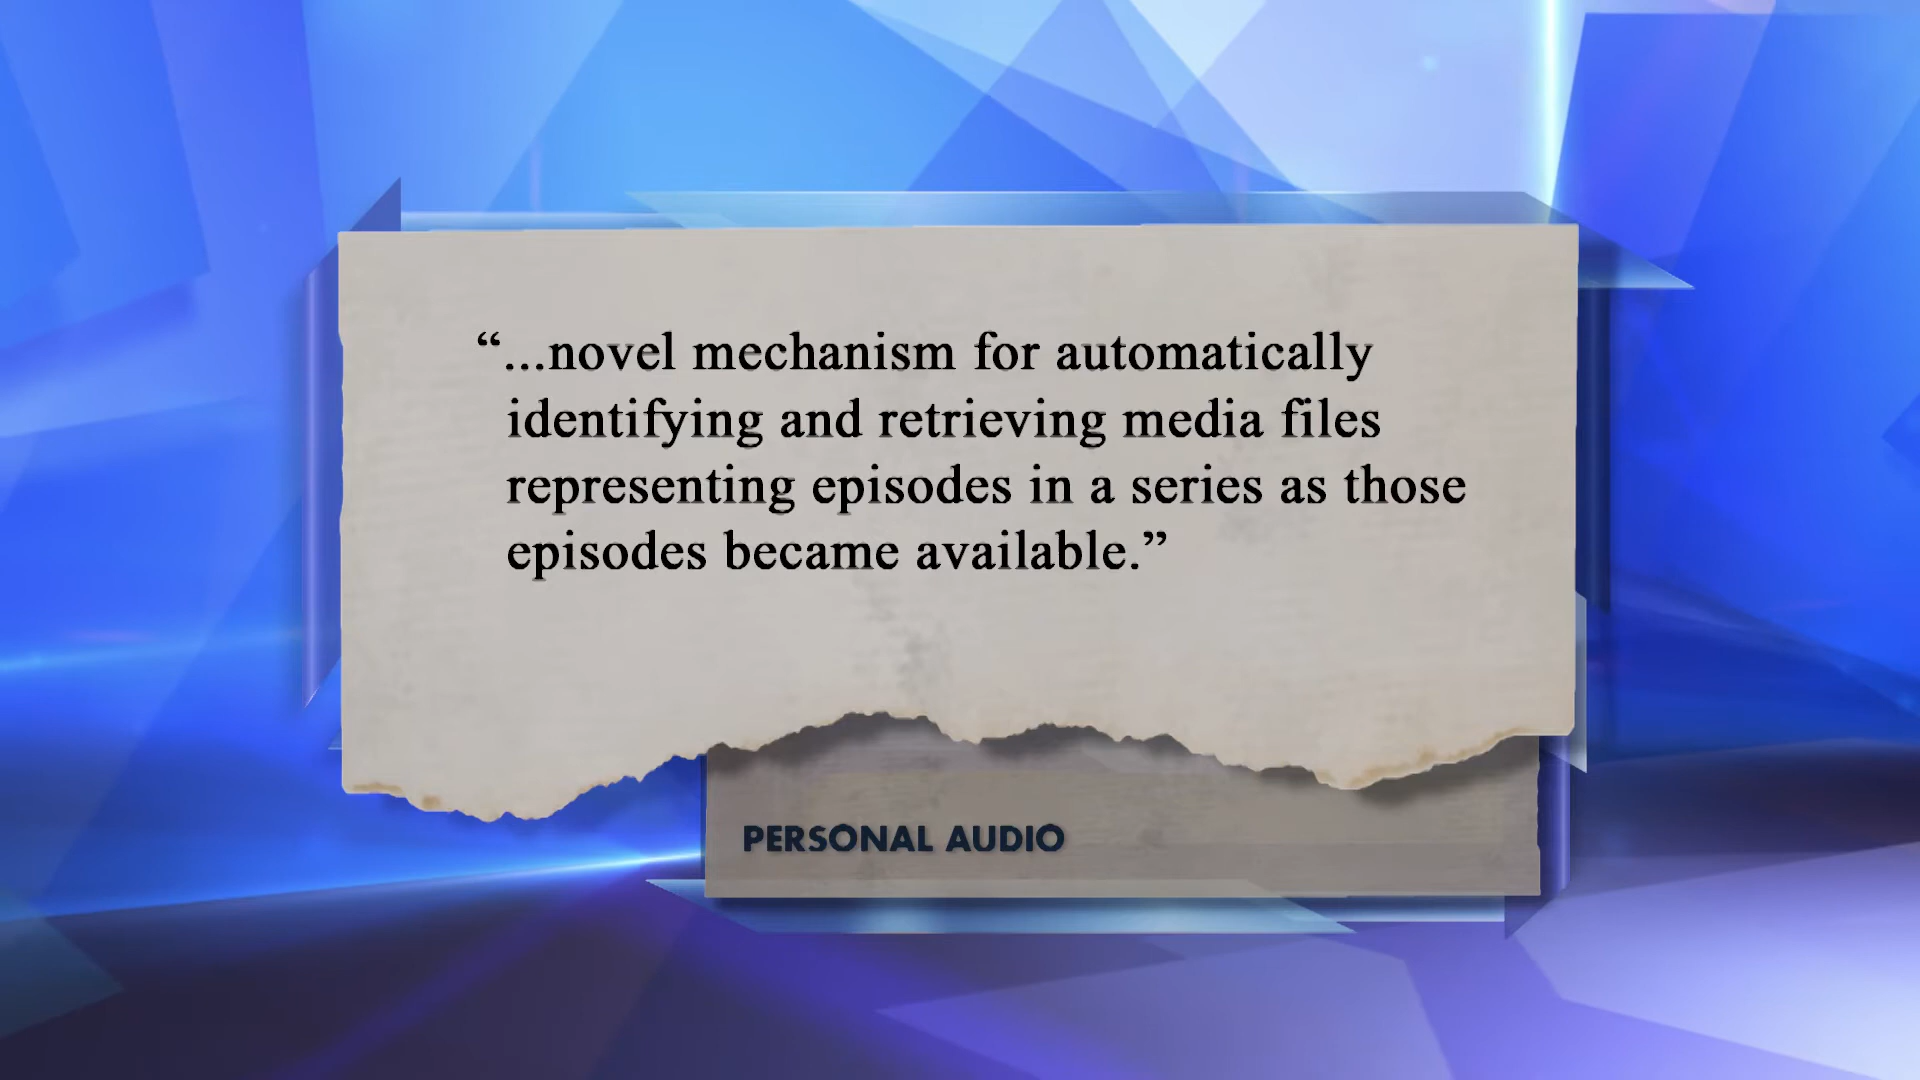 “...novel mechanism for automatically
identifying and retrieving media files
representing episodes in a series as those
episodes became available.”
PERSONAL AUDIO